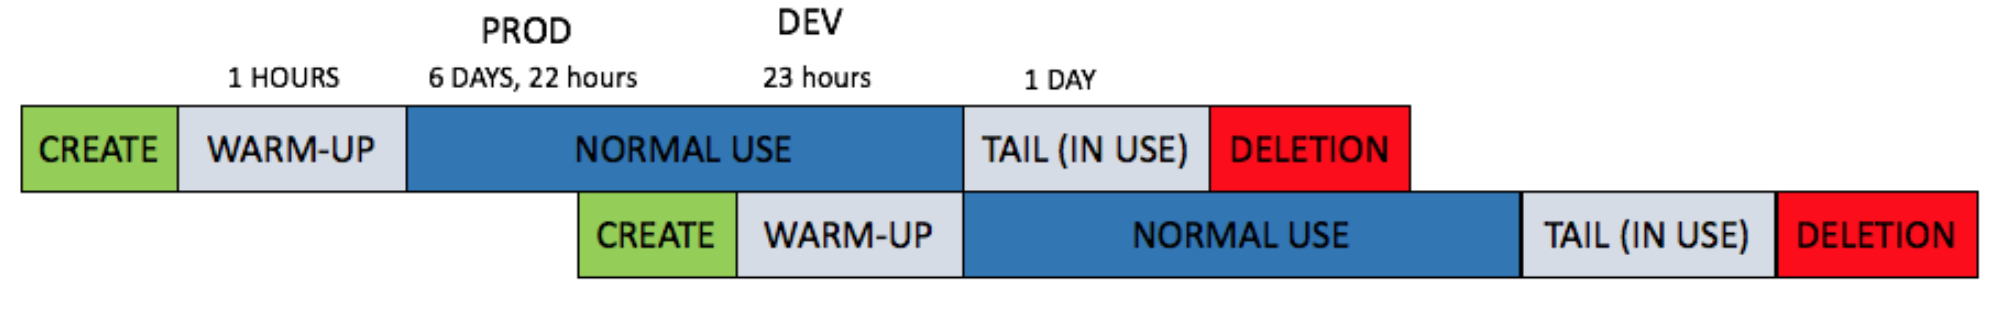 PROD DEV
1 HOURS 6 DAYS, 22 hours 23 hours 1 DAY
CREATE WARM-UP NORMAL USE TAIL (IN USE) DELETION
CREATE WARM-UP NORMAL USE TAIL (IN USE) DELETION